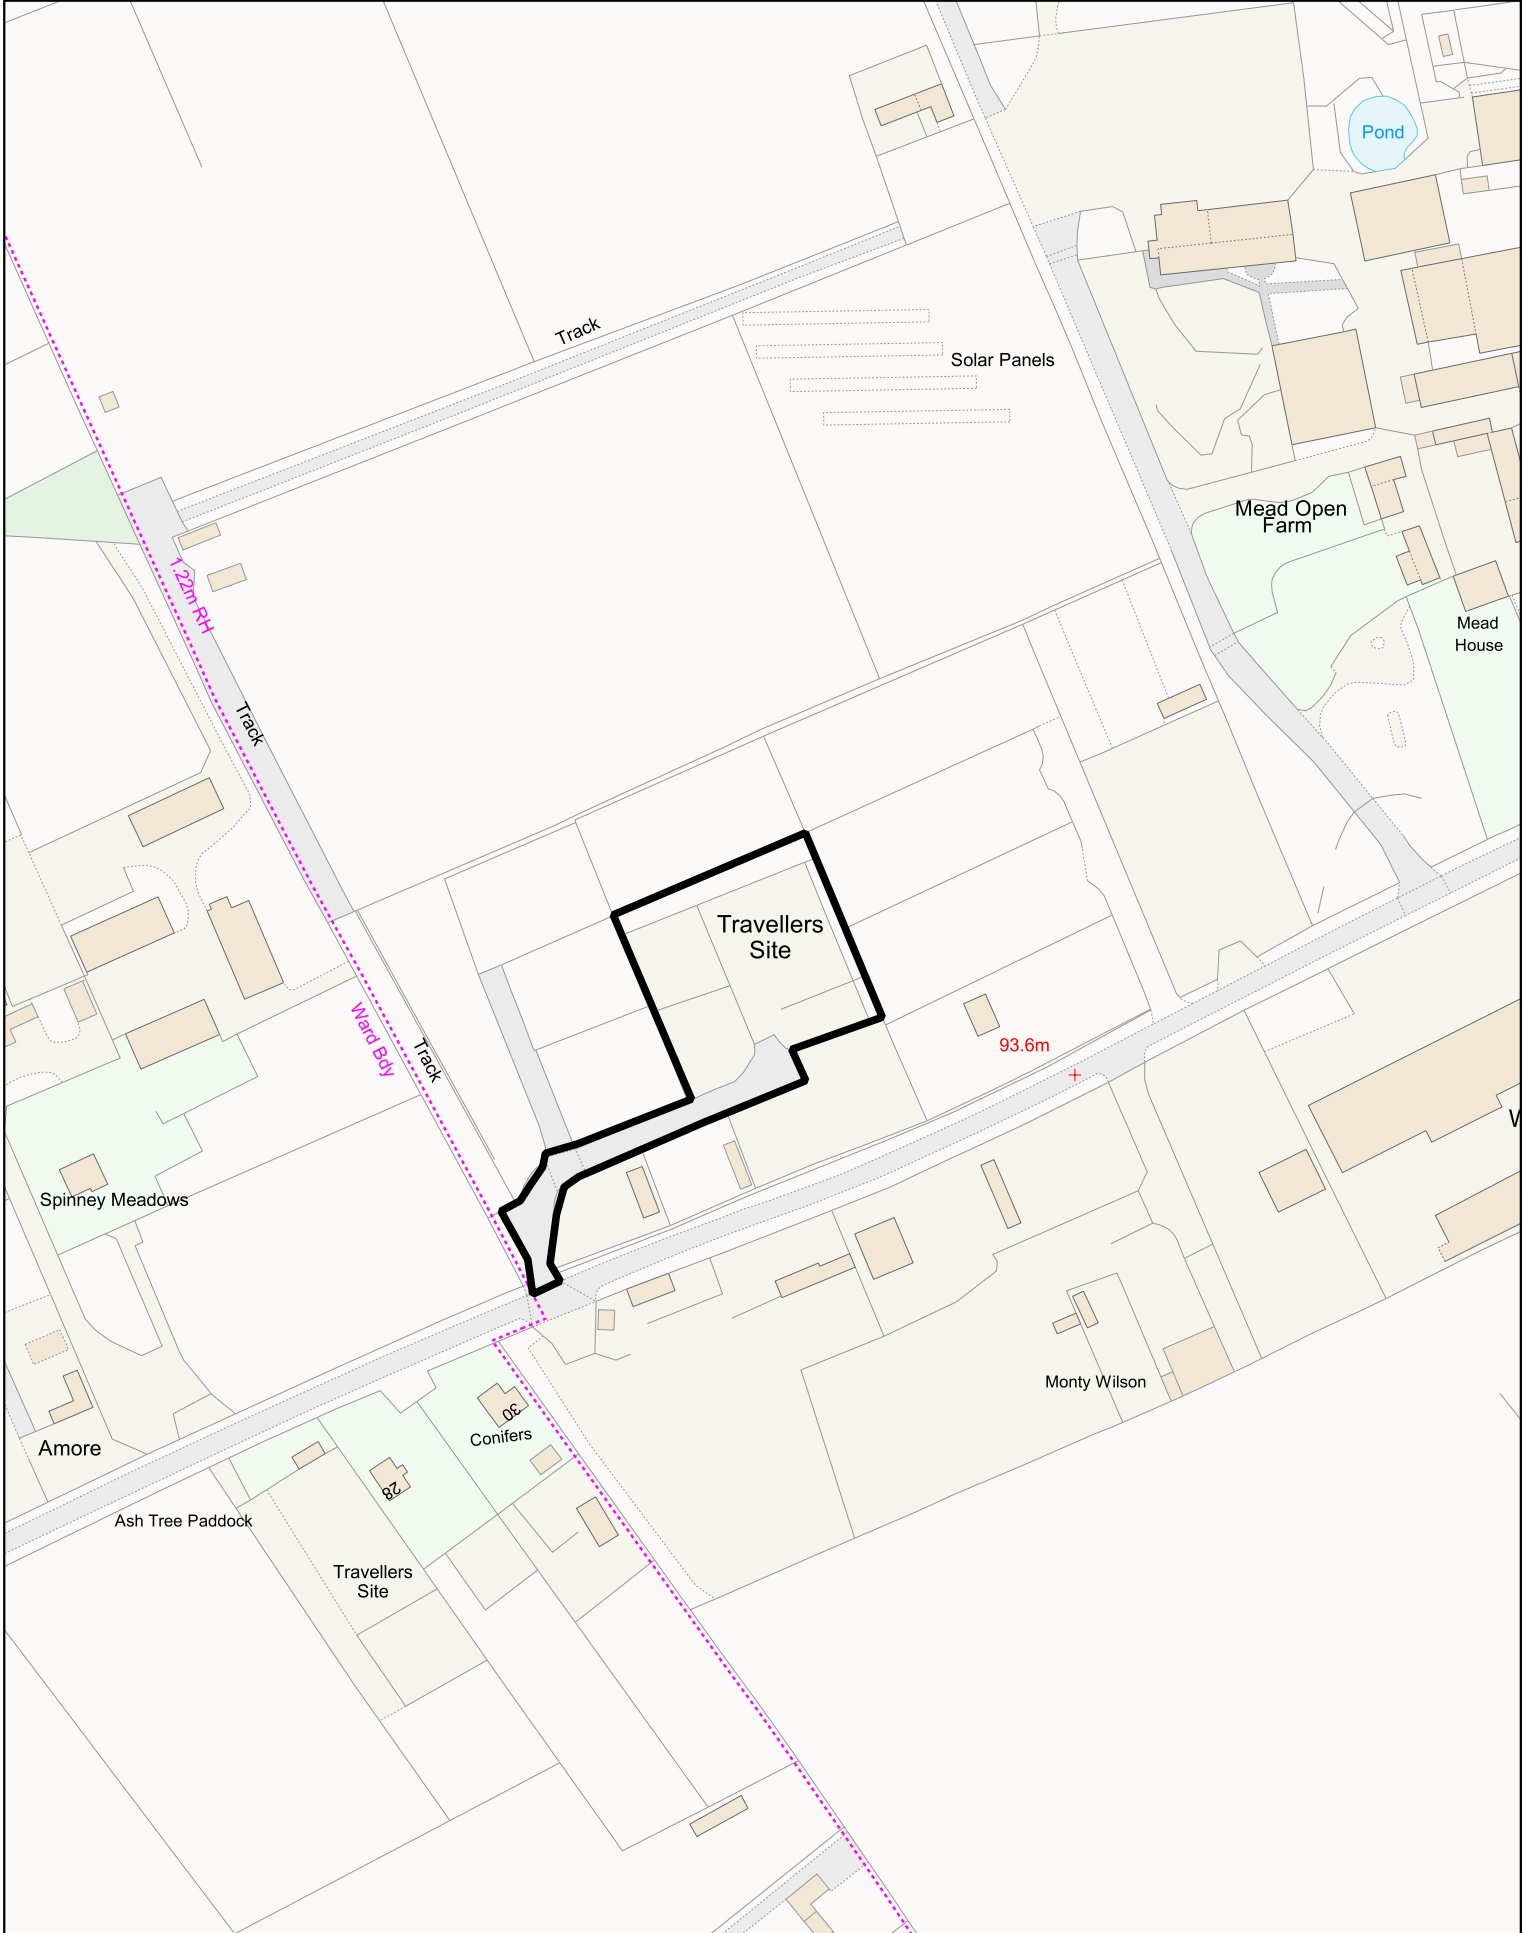 Pond
Track
Solar Panels
Mead Open
Farm
1.22m RH
Mead
House
Track
Travellers
Site
Ward Bdy
Track
93.6m
W
Spinney Meadows
Monty Wilson
30
Conifers
Amore
28
Ash Tree Paddock
Travellers
Site